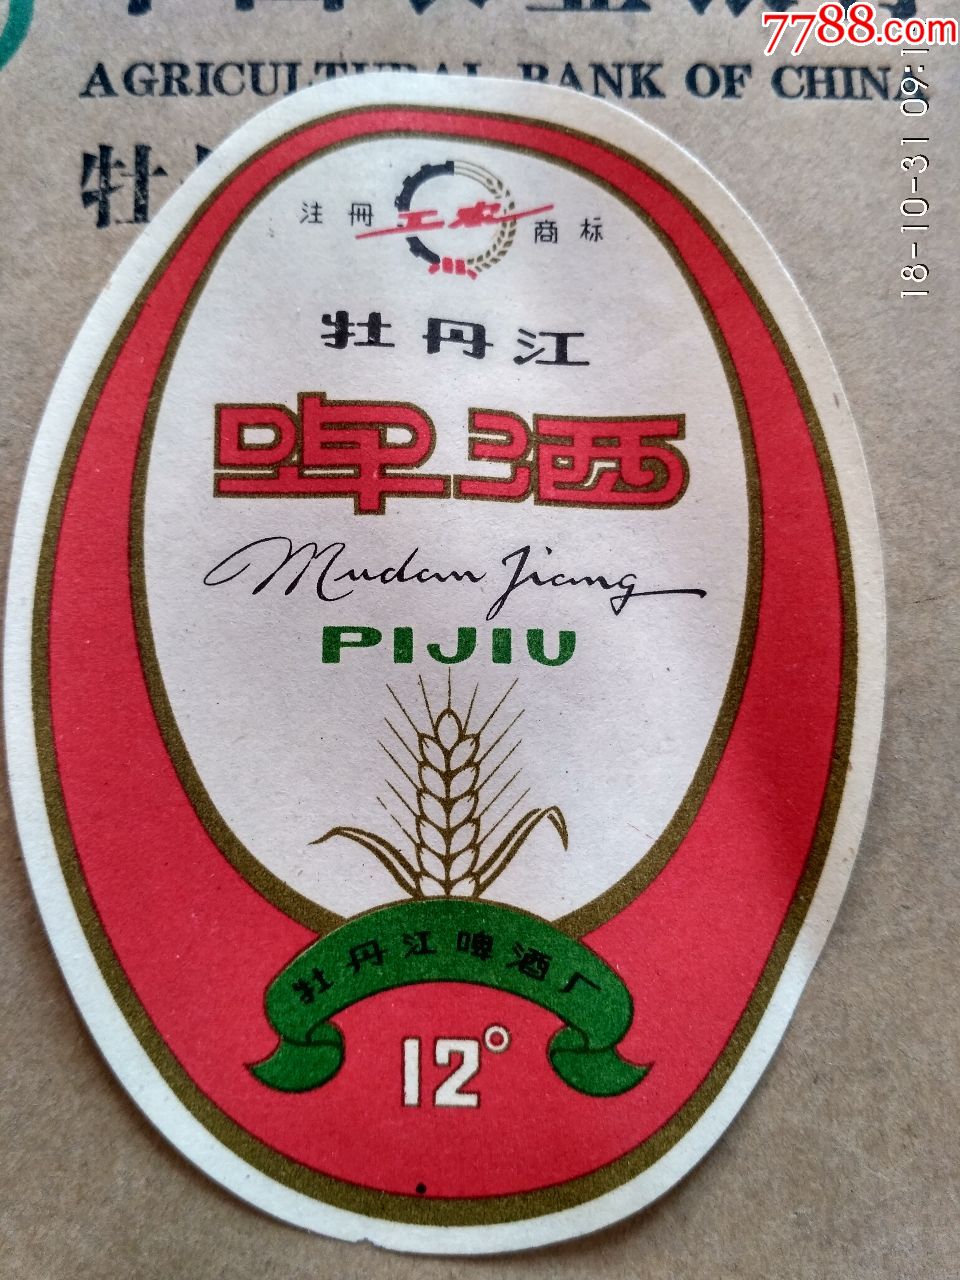 7788.com
AGRICULTURAL BANK OF CHINA
牡
18-10-31 09:1
注册 工农 商标
牡丹江
啤酒
Mudan Jiang
PIJIU
牡丹江啤酒厂
12°